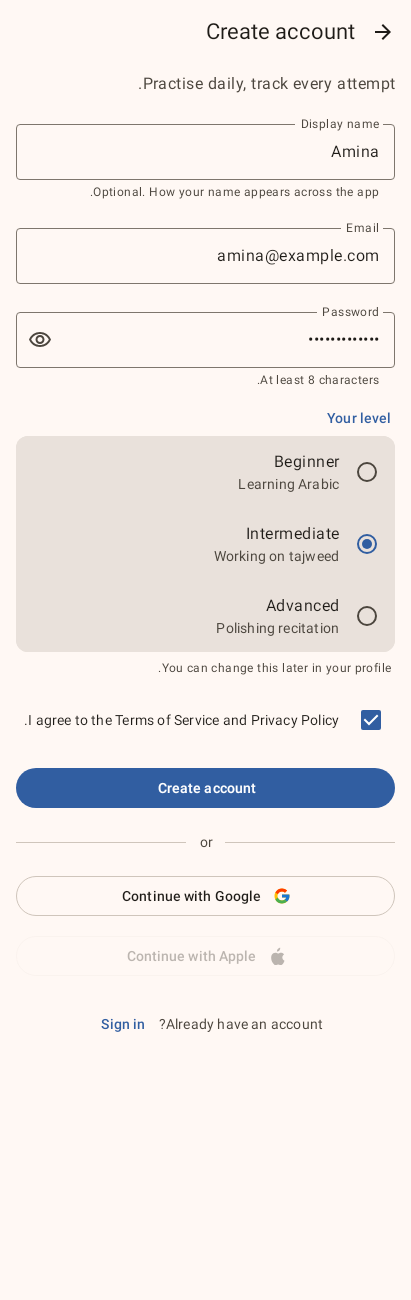 Create account
.Practise daily, track every attempt
Display name
Amina
.Optional. How your name appears across the app
Email
amina@example.com
Password
•••••••••••••
.At least 8 characters
Your level
Beginner
Learning Arabic
Intermediate
Working on tajweed
Advanced
Polishing recitation
.You can change this later in your profile
.I agree to the Terms of Service and Privacy Policy
Create account
or
Continue with Google
Continue with Apple
Sign in ?Already have an account